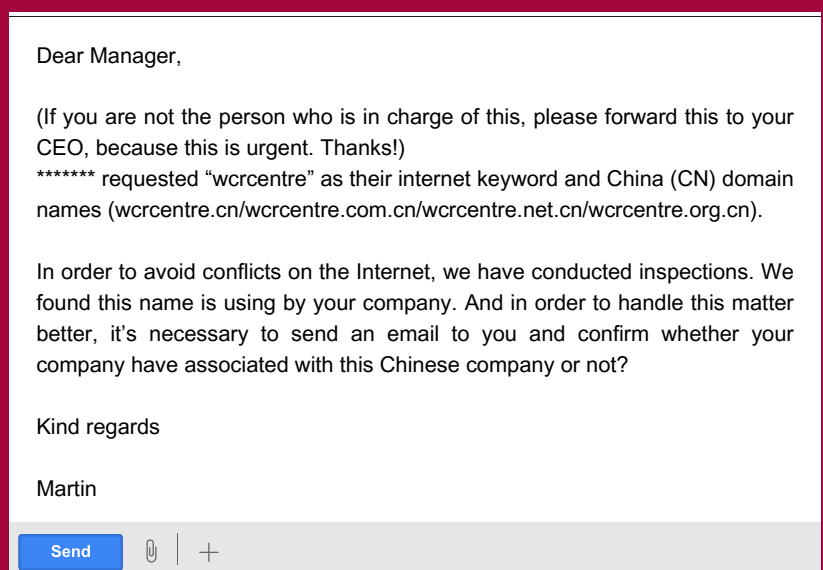 Dear Manager,
(If you are not the person who is in charge of this, please forward this to your
CEO, because this is urgent. Thanks!)
******* requested “wcrcentre” as their internet keyword and China (CN) domain
names (wcrcentre.cn/wcrcentre.com.cn/wcrcentre.net.cn/wcrcentre.org.cn).
In order to avoid conflicts on the Internet, we have conducted inspections. We
found this name is using by your company. And in order to handle this matter
better, it’s necessary to send an email to you and confirm whether your
company have associated with this Chinese company or not?
Kind regards
Martin
Send